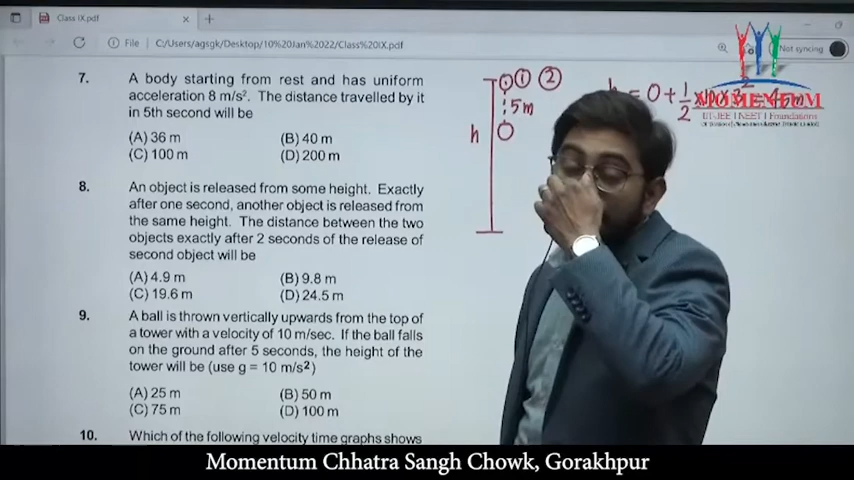 Class IX.pdf
File | C:/Users/agsgk/Desktop/10%20Jan%2022/Class%20IX.pdf
Not syncing
MOMENTUM
IIT-JEE | NEET | Foundations
7. A body starting from rest and has uniform
acceleration 8 m/s². The distance travelled by it
in 5th second will be
(A) 36 m (B) 40 m
(C) 100 m (D) 200 m
8. An object is released from some height. Exactly
after one second, another object is released from
the same height. The distance between the two
objects exactly after 2 seconds of the release of
second object will be
(A) 4.9 m (B) 9.8 m
(C) 19.6 m (D) 24.5 m
9. A ball is thrown vertically upwards from the top of
a tower with a velocity of 10 m/sec. If the ball falls
on the ground after 5 seconds, the height of the
tower will be (use g = 10 m/s²)
(A) 25 m (B) 50 m
(C) 75 m (D) 100 m
10. Which of the following velocity time graphs shows
① ②
5m
h
= 0 + 1/2
Momentum Chhatra Sangh Chowk, Gorakhpur